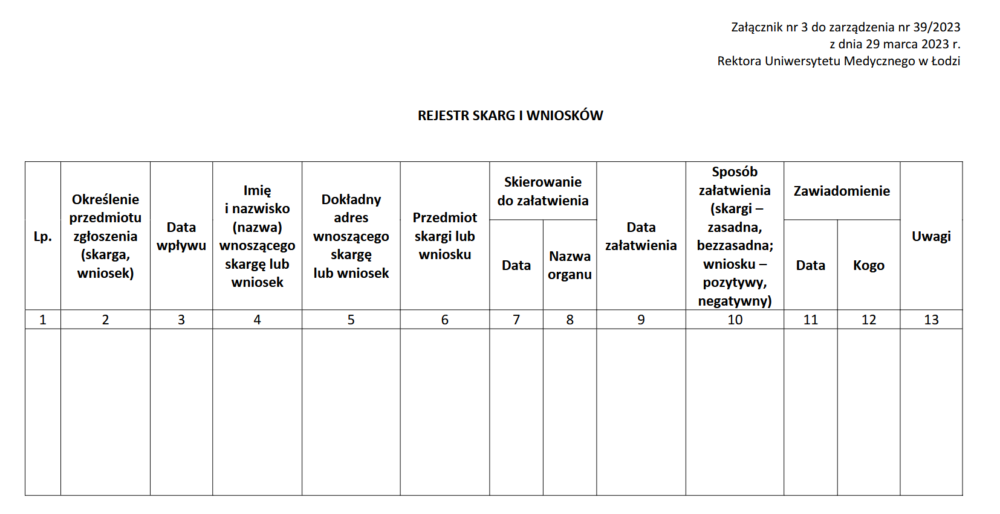 Załącznik nr 3 do zarządzenia nr 39/2023
z dnia 29 marca 2023 r.
Rektora Uniwersytetu Medycznego w Łodzi
REJESTR SKARG I WNIOSKÓW
Lp.
Określenie
przedmiotu
zgłoszenia
(skarga,
wniosek)
Data
wpływu
Imię
i nazwisko
(nazwa)
wnoszącego
skargę lub
wniosek
Dokładny
adres
wnoszącego
skargę
lub wniosek
Przedmiot
skargi lub
wniosku
Skierowanie
do załatwienia
Data
Nazwa
organu
Data
załatwienia
Sposób
załatwienia
(skargi –
zasadna,
bezzasadna;
wniosku –
pozytywy,
negatywny)
Zawiadomienie
Data
Kogo
Uwagi
1 2 3 4 5 6 7 8 9 10 11 12 13